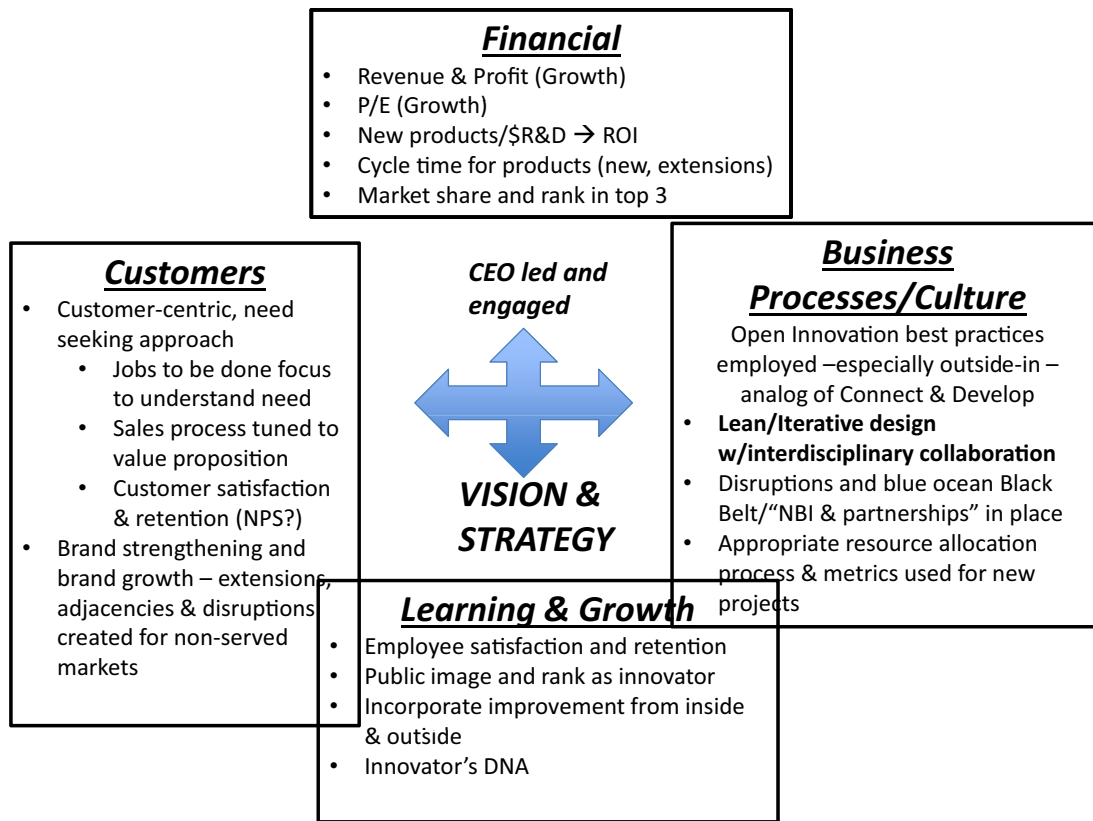 Financial
• Revenue & Profit (Growth)
• P/E (Growth)
• New products/$R&D → ROI
• Cycle time for products (new, extensions)
• Market share and rank in top 3
Customers
• Customer-centric, need
seeking approach
• Jobs to be done focus
to understand need
• Sales process tuned to
value proposition
• Customer satisfaction
& retention (NPS?)
• Brand strengthening and
brand growth – extensions,
adjacencies & disruptions
created for non-served
markets
CEO led and
engaged
VISION &
STRATEGY
Business
Processes/Culture
Open Innovation best practices
employed –especially outside-in –
analog of Connect & Develop
• Lean/Iterative design
w/interdisciplinary collaboration
• Disruptions and blue ocean Black
Belt/“NBI & partnerships” in place
• Appropriate resource allocation
process & metrics used for new
projects
Learning & Growth
• Employee satisfaction and retention
• Public image and rank as innovator
• Incorporate improvement from inside
& outside
• Innovator’s DNA